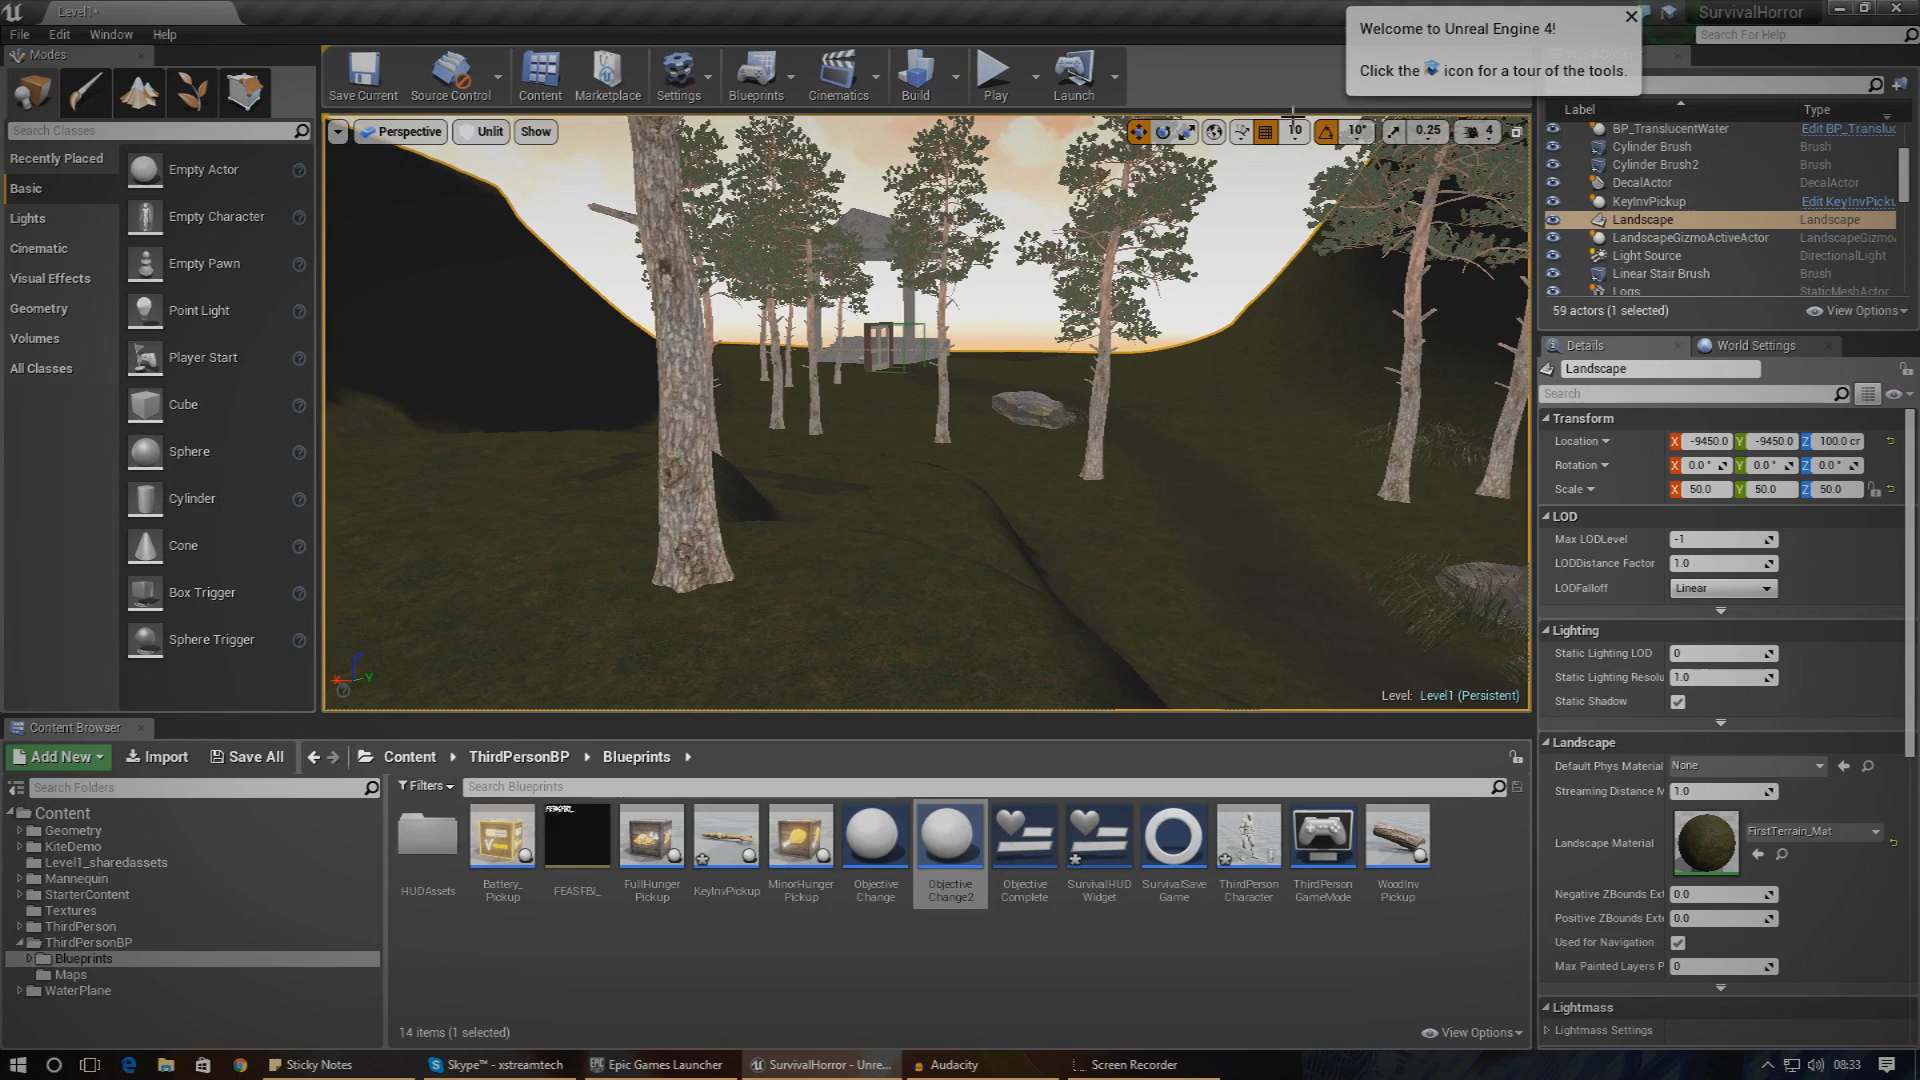 Level1*
SurvivalHorror
File Edit Window Help
Search For Help
Welcome to Unreal Engine 4!
Click the icon for a tour of the tools.
Modes
Save Current Source Control Content Marketplace Settings Blueprints Cinematics Build Play Launch
Search Classes
Recently Placed
Basic
Lights
Cinematic
Visual Effects
Geometry
Volumes
All Classes
Empty Actor
Empty Character
Empty Pawn
Point Light
Player Start
Cube
Sphere
Cylinder
Cone
Box Trigger
Sphere Trigger
Perspective Unlit Show
10 10° 0.25 4
Level: Level1 (Persistent)
Label Type
BP_TranslucentWater Edit BP_Transluc
Cylinder Brush Brush
Cylinder Brush2 Brush
DecalActor DecalActor
KeyInvPickup Edit KeyInvPicku
Landscape Landscape
LandscapeGizmoActiveActor LandscapeGizmo
Light Source DirectionalLight
Linear Stair Brush Brush
Logs StaticMeshActor
59 actors (1 selected) View Options
Details World Settings
Landscape
Search
Transform
Location X -9450.0 Y -9450.0 Z 100.0 cr
Rotation X 0.0 ° Y 0.0 ° Z 0.0 °
Scale X 50.0 Y 50.0 Z 50.0
LOD
Max LODLevel -1
LODDistance Factor 1.0
LODFalloff Linear
Lighting
Static Lighting LOD 0
Static Lighting Resolu 1.0
Static Shadow
Landscape
Default Phys Material None
Streaming Distance M 1.0
Landscape Material FirstTerrain_Mat
Negative ZBounds Ext 0.0
Positive ZBounds Exte 0.0
Used for Navigation
Max Painted Layers P 0
Lightmass
Lightmass Settings
Content Browser
Add New Import Save All Content ThirdPersonBP Blueprints
Search Folders
Filters Search Blueprints
Content
Geometry
KiteDemo
Level1_sharedassets
Mannequin
StarterContent
Textures
ThirdPerson
ThirdPersonBP
Blueprints
Maps
WaterPlane
HUDAssets
Battery_
Pickup
FEASFBI_
FullHunger
Pickup
KeyInvPickup
MinorHunger
Pickup
Objective
Change
Objective
Change2
Objective
Complete
SurvivalHUD
Widget
SurvivalSave
Game
ThirdPerson
Character
ThirdPerson
GameMode
WoodInv
Pickup
14 items (1 selected) View Options
Sticky Notes Skype™ - xstreamtech Epic Games Launcher SurvivalHorror - Unre... Audacity Screen Recorder 08:33